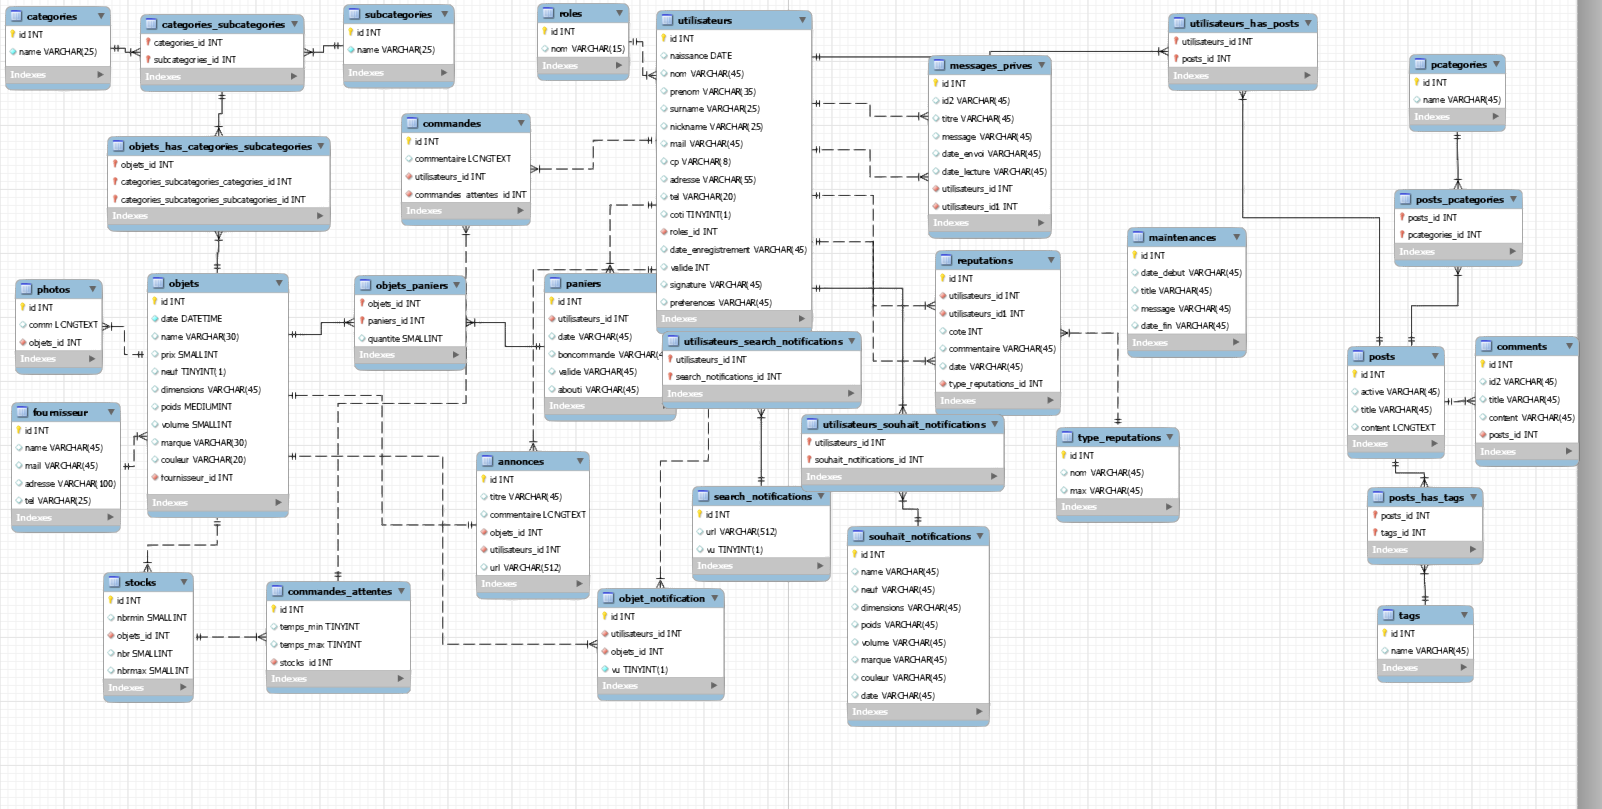 categories
id INT
name VARCHAR(25)
Indexes
categories_subcategories
categories_id INT
subcategories_id INT
Indexes
subcategories
id INT
name VARCHAR(25)
Indexes
roles
id INT
nom VARCHAR(15)
Indexes
utilisateurs
id INT
naissance DATE
nom VARCHAR(45)
prenom VARCHAR(35)
surname VARCHAR(25)
nickname VARCHAR(25)
mail VARCHAR(45)
cp VARCHAR(8)
adresse VARCHAR(55)
tel VARCHAR(20)
coti TINYINT(1)
roles_id INT
date_enregistrement VARCHAR(45)
valide INT
signature VARCHAR(45)
preferences VARCHAR(45)
Indexes
messages_prives
id INT
id2 VARCHAR(45)
titre VARCHAR(45)
message VARCHAR(45)
date_envoi VARCHAR(45)
date_lecture VARCHAR(45)
utilisateurs_id INT
utilisateurs_id1 INT
Indexes
utilisateurs_has_posts
utilisateurs_id INT
posts_id INT
Indexes
pcategories
id INT
name VARCHAR(45)
Indexes
commandes
id INT
commentaire LONGTEXT
utilisateurs_id INT
commandes_attentes_id INT
Indexes
objets_has_categories_subcategories
objets_id INT
categories_subcategories_categories_id INT
categories_subcategories_subcategories_id INT
Indexes
posts_pcategories
posts_id INT
pcategories_id INT
Indexes
maintenances
id INT
date_debut VARCHAR(45)
title VARCHAR(45)
message VARCHAR(45)
date_fin VARCHAR(45)
Indexes
reputations
id INT
utilisateurs_id INT
utilisateurs_id1 INT
cote INT
commentaire VARCHAR(45)
date VARCHAR(45)
type_reputations_id INT
Indexes
photos
id INT
comm LONGTEXT
objets_id INT
Indexes
objets
id INT
date DATETIME
name VARCHAR(30)
prix SMALLINT
neuf TINYINT(1)
dimensions VARCHAR(45)
poids MEDIUMINT
volume SMALLINT
marque VARCHAR(30)
couleur VARCHAR(20)
fournisseur_id INT
Indexes
objets_paniers
objets_id INT
paniers_id INT
quantite SMALLINT
Indexes
paniers
id INT
utilisateurs_id INT
date VARCHAR(45)
boncommande VARCHAR(4
valide VARCHAR(45)
abouti VARCHAR(45)
Indexes
utilisateurs_search_notifications
utilisateurs_id INT
search_notifications_id INT
Indexes
posts
id INT
active VARCHAR(45)
title VARCHAR(45)
content LONGTEXT
Indexes
comments
id INT
id2 VARCHAR(45)
title VARCHAR(45)
content VARCHAR(45)
posts_id INT
Indexes
fournisseur
id INT
name VARCHAR(45)
mail VARCHAR(45)
adresse VARCHAR(100)
tel VARCHAR(25)
Indexes
utilisateurs_souhait_notifications
utilisateurs_id INT
souhait_notifications_id INT
Indexes
type_reputations
id INT
nom VARCHAR(45)
max VARCHAR(45)
Indexes
annonces
id INT
titre VARCHAR(45)
commentaire LONGTEXT
objets_id INT
utilisateurs_id INT
url VARCHAR(512)
Indexes
search_notifications
id INT
url VARCHAR(512)
vu TINYINT(1)
Indexes
posts_has_tags
posts_id INT
tags_id INT
Indexes
souhait_notifications
id INT
name VARCHAR(45)
neuf VARCHAR(45)
dimensions VARCHAR(45)
poids VARCHAR(45)
volume VARCHAR(45)
marque VARCHAR(45)
couleur VARCHAR(45)
date VARCHAR(45)
Indexes
stocks
id INT
nbrmin SMALLINT
objets_id INT
nbr SMALLINT
nbrmax SMALLINT
Indexes
commandes_attentes
id INT
temps_min TINYINT
temps_max TINYINT
stocks_id INT
Indexes
objet_notification
id INT
utilisateurs_id INT
objets_id INT
vu TINYINT(1)
Indexes
tags
id INT
name VARCHAR(45)
Indexes